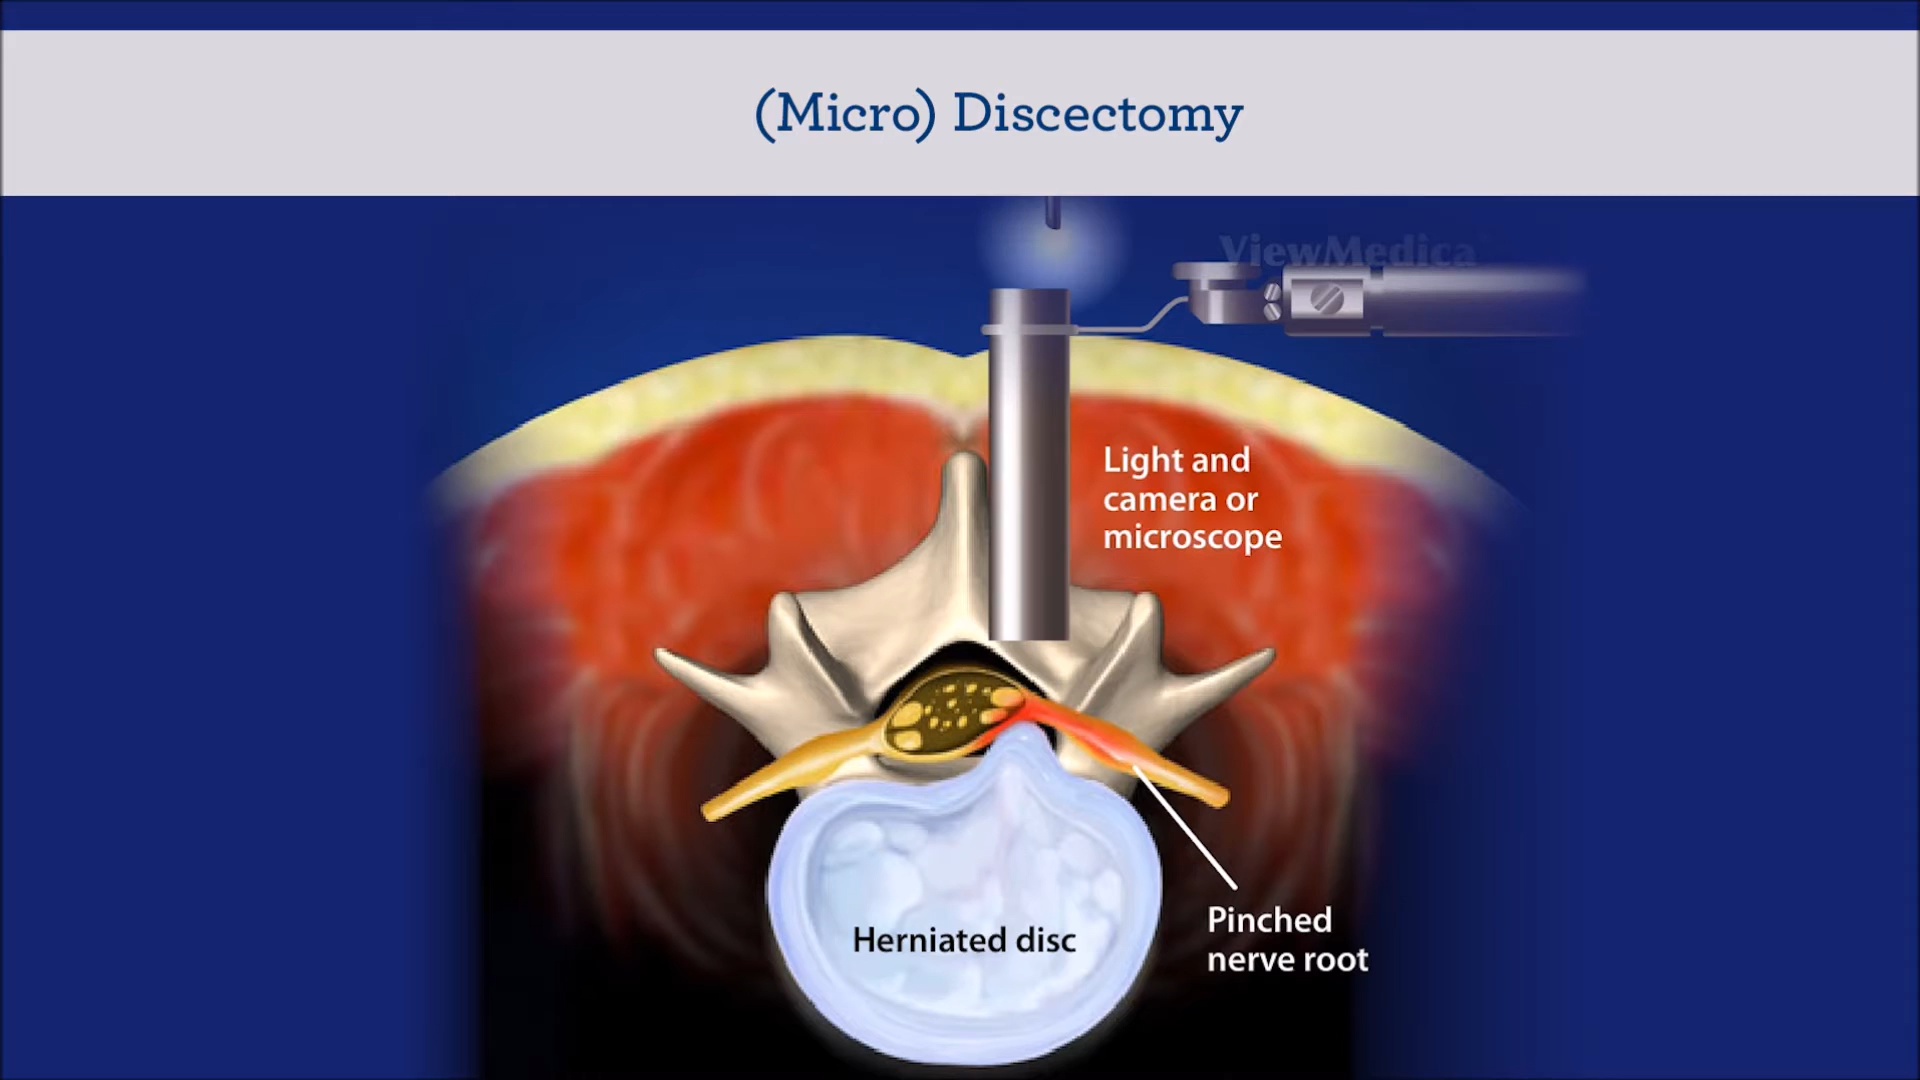 (Micro) Discectomy
ViewMedica
Light and
camera or
microscope
Herniated disc
Pinched
nerve root